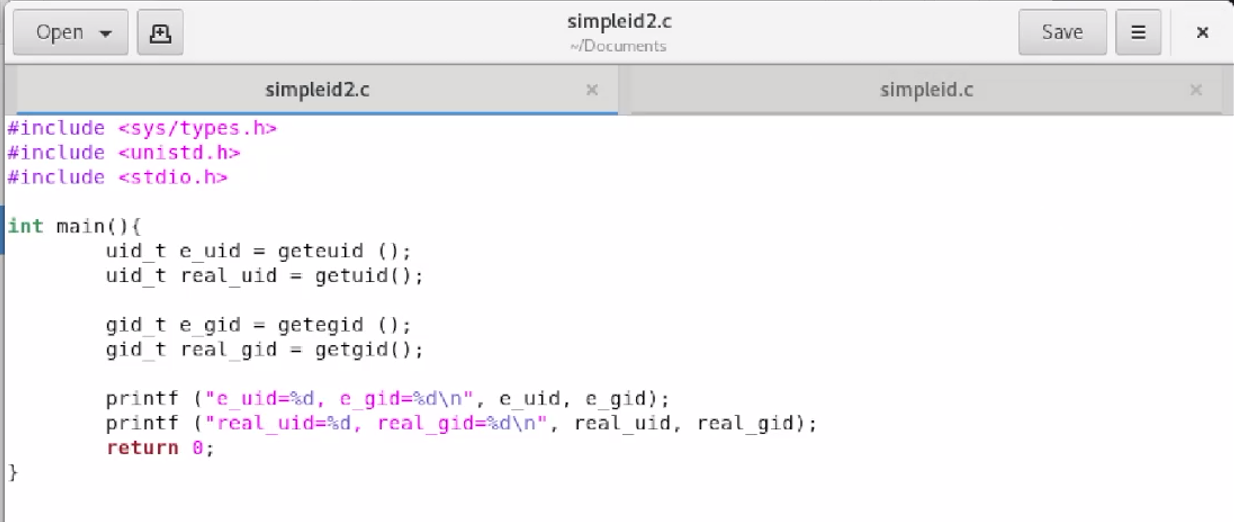 Open
simpleid2.c
~/Documents
Save
simpleid2.c
simpleid.c
#include <sys/types.h>
#include <unistd.h>
#include <stdio.h>
int main(){
        uid_t e_uid = geteuid ();
        uid_t real_uid = getuid();
        gid_t e_gid = getegid ();
        gid_t real_gid = getgid();
        printf ("e_uid=%d, e_gid=%d\n", e_uid, e_gid);
        printf ("real_uid=%d, real_gid=%d\n", real_uid, real_gid);
        return 0;
}